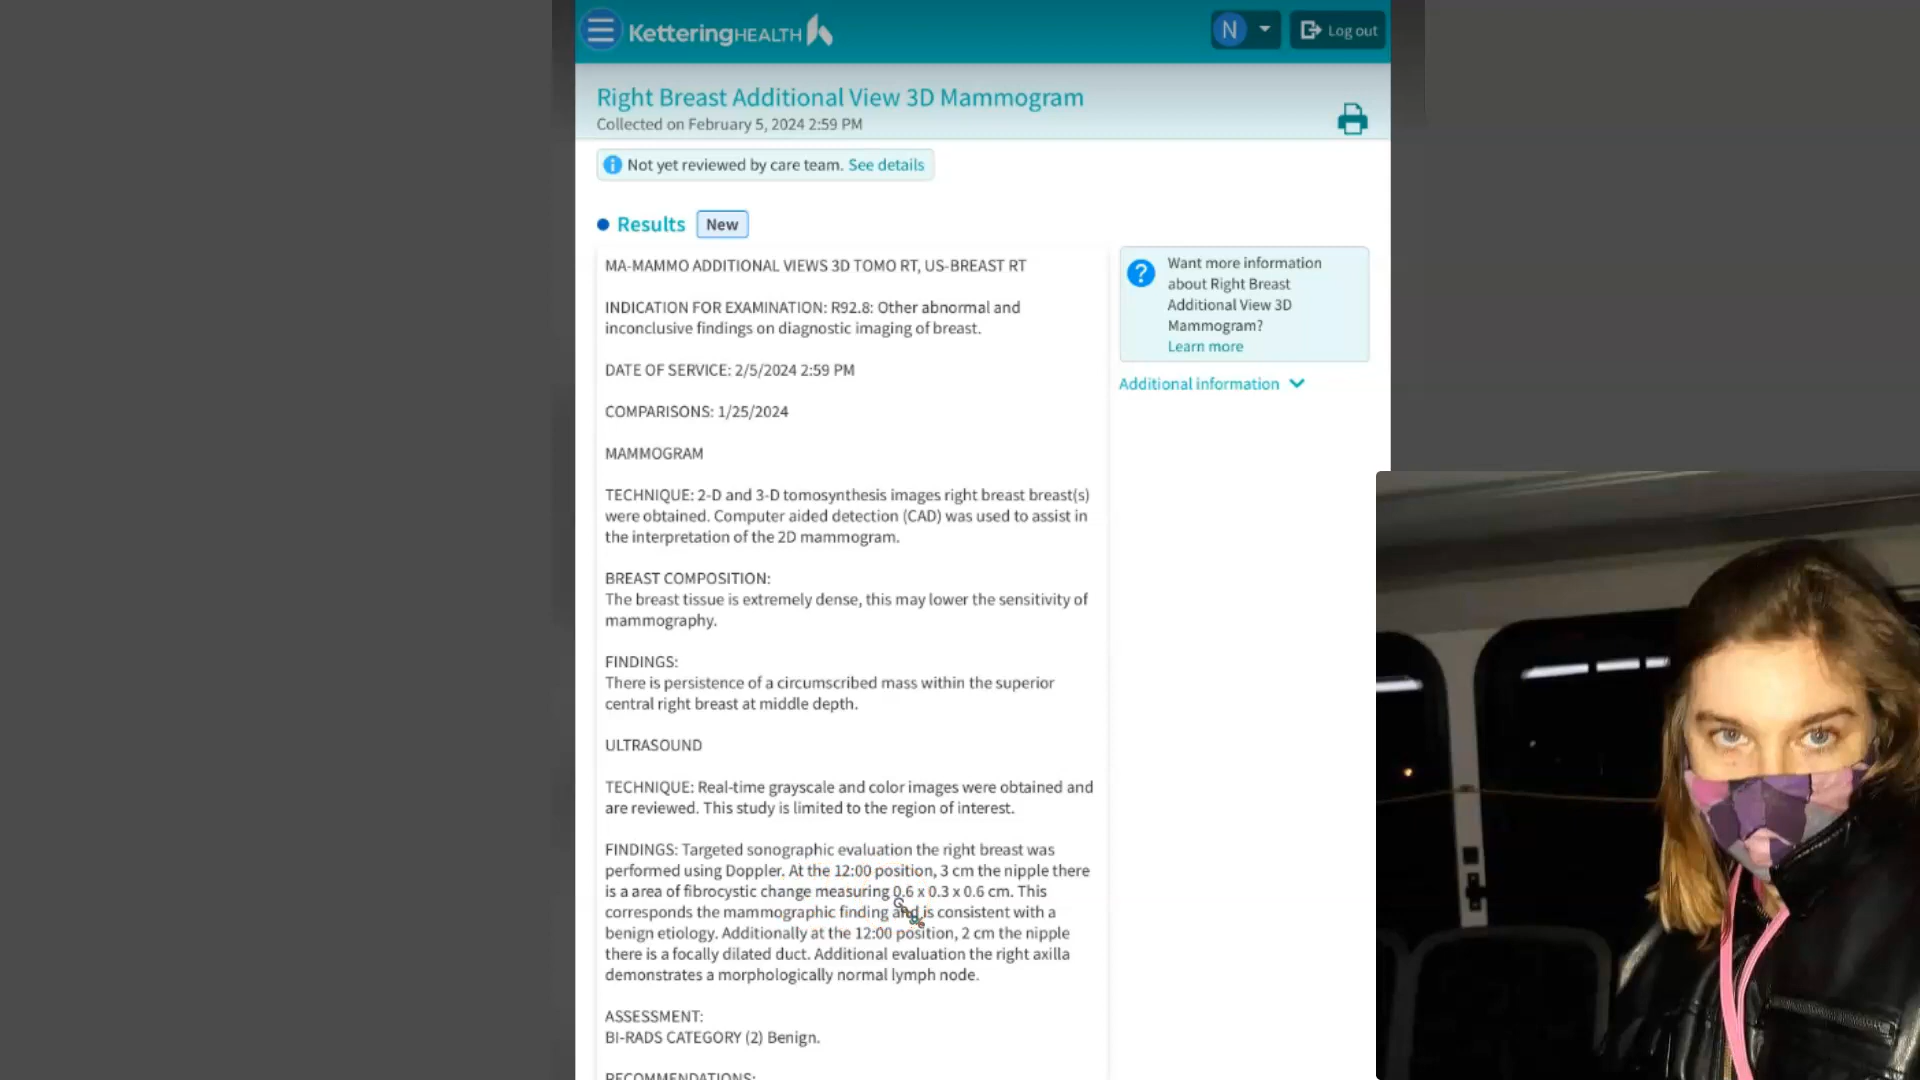 KetteringHEALTH
N
Log out
Right Breast Additional View 3D Mammogram
Collected on February 5, 2024 2:59 PM
Not yet reviewed by care team. See details
Results New
MA-MAMMO ADDITIONAL VIEWS 3D TOMO RT, US-BREAST RT
INDICATION FOR EXAMINATION: R92.8: Other abnormal and
inconclusive findings on diagnostic imaging of breast.
DATE OF SERVICE: 2/5/2024 2:59 PM
COMPARISONS: 1/25/2024
MAMMOGRAM
TECHNIQUE: 2-D and 3-D tomosynthesis images right breast breast(s)
were obtained. Computer aided detection (CAD) was used to assist in
the interpretation of the 2D mammogram.
BREAST COMPOSITION:
The breast tissue is extremely dense, this may lower the sensitivity of
mammography.
FINDINGS:
There is persistence of a circumscribed mass within the superior
central right breast at middle depth.
ULTRASOUND
TECHNIQUE: Real-time grayscale and color images were obtained and
are reviewed. This study is limited to the region of interest.
FINDINGS: Targeted sonographic evaluation the right breast was
performed using Doppler. At the 12:00 position, 3 cm the nipple there
is a area of fibrocystic change measuring 0.6 x 0.3 x 0.6 cm. This
corresponds the mammographic finding and is consistent with a
benign etiology. Additionally at the 12:00 position, 2 cm the nipple
there is a focally dilated duct. Additional evaluation the right axilla
demonstrates a morphologically normal lymph node.
ASSESSMENT:
BI-RADS CATEGORY (2) Benign.
RECOMMENDATIONS:
Want more information
about Right Breast
Additional View 3D
Mammogram?
Learn more
Additional information